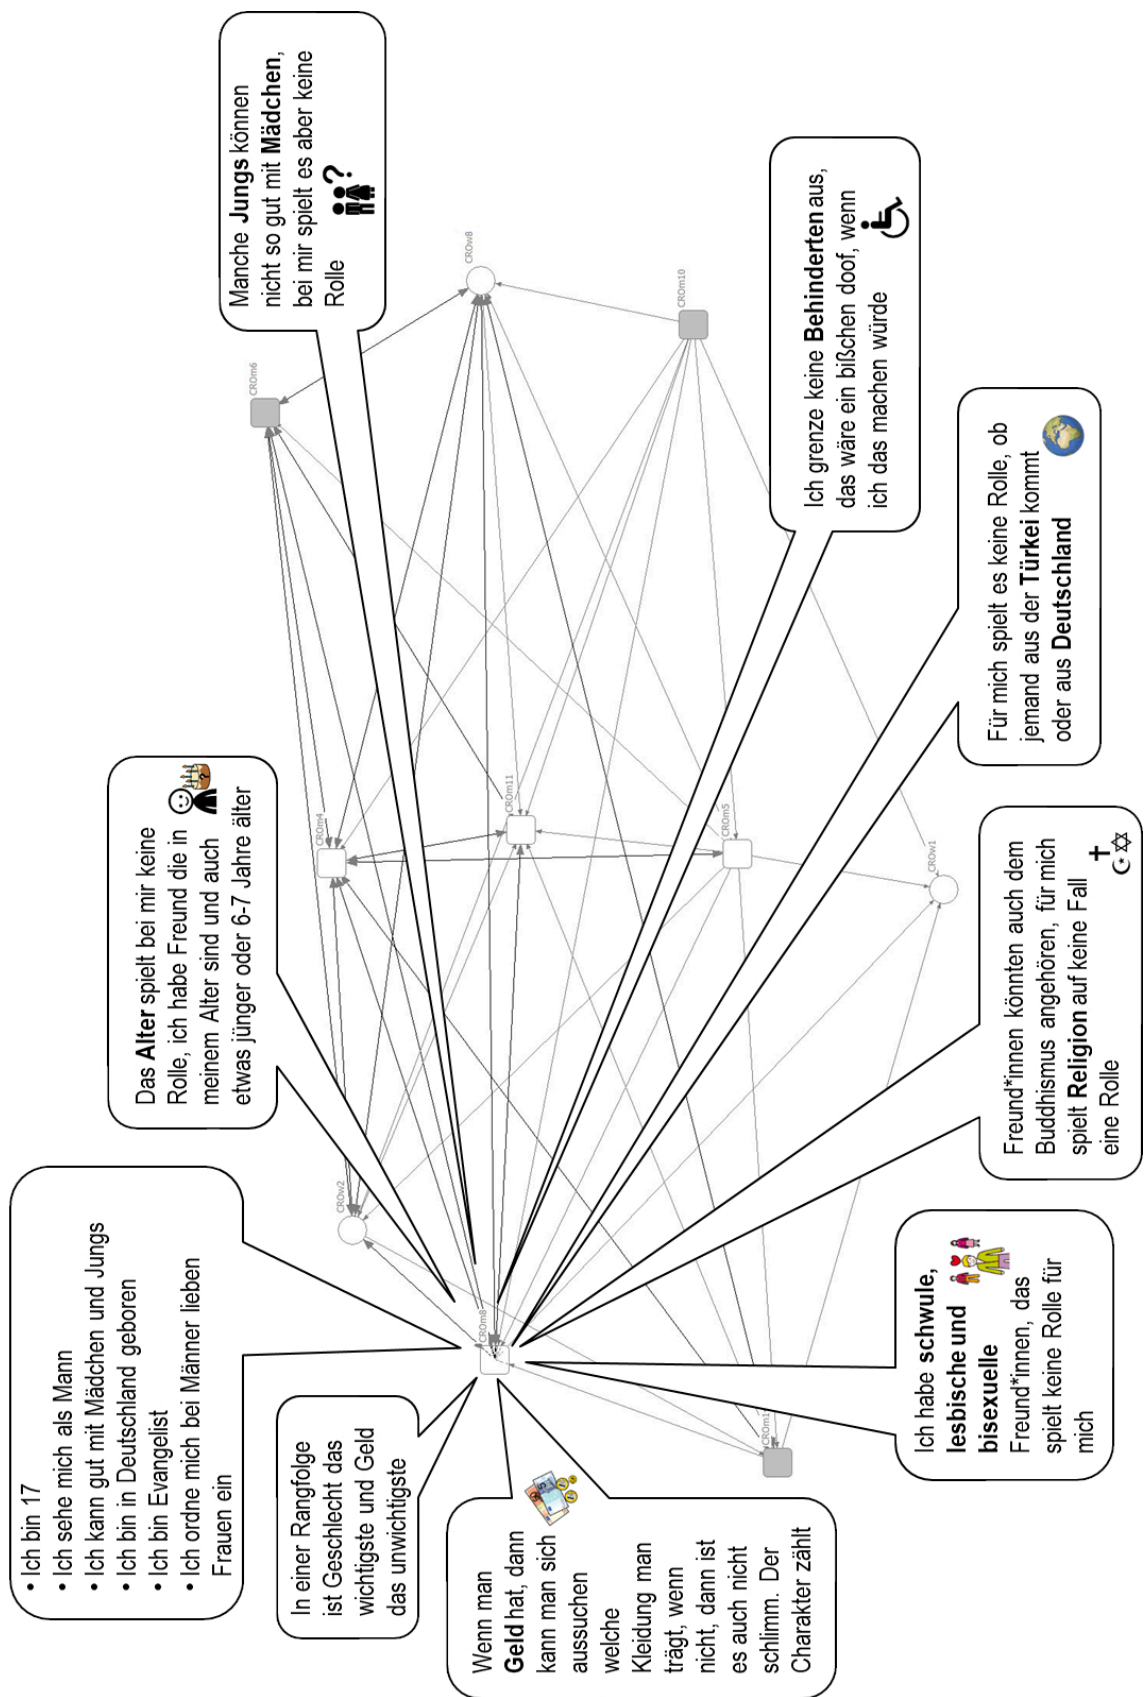 • Ich bin 17
• Ich sehe mich als Mann
• Ich kann gut mit Mädchen und Jungs
• Ich bin in Deutschland geboren
• Ich bin Evangelist
• Ich ordne mich bei Männer lieben
Frauen ein
Das Alter spielt bei mir keine
Rolle, ich habe Freund die in
meinem Alter sind und auch
etwas jünger oder 6-7 Jahre älter
Manche Jungs können
nicht so gut mit Mädchen,
bei mir spielt es aber keine
Rolle
In einer Rangfolge
ist Geschlecht das
wichtigste und Geld
das unwichtigste
Wenn man
Geld hat, dann
kann man sich
aussuchen
welche
Kleidung man
trägt, wenn
nicht, dann ist
es auch nicht
schlimm. Der
Charakter zählt
Ich habe schwule,
lesbische und
bisexuelle
Freund*innen, das
spielt keine Rolle für
mich
Freund*innen könnten auch dem
Buddhismus angehören, für mich
spielt Religion auf keine Fall
eine Rolle
Für mich spielt es keine Rolle, ob
jemand aus der Türkei kommt
oder aus Deutschland
Ich grenze keine Behinderten aus,
das wäre ein bißchen doof, wenn
ich das machen würde
CROm6
CROw8
CROm4
CROm11
CROm10
CROw2
CROm8
CROm5
CROw1
CROm1